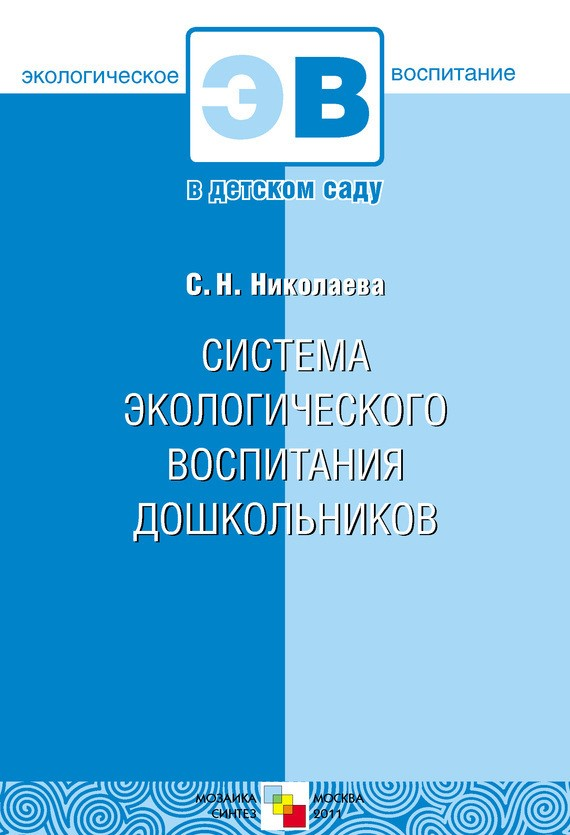 экологическое ЭВ воспитание
в детском саду
С. Н. Николаева
СИСТЕМА
ЭКОЛОГИЧЕСКОГО
ВОСПИТАНИЯ
ДОШКОЛЬНИКОВ
МОЗАИКА МОСКВА
СИНТЕЗ 2011